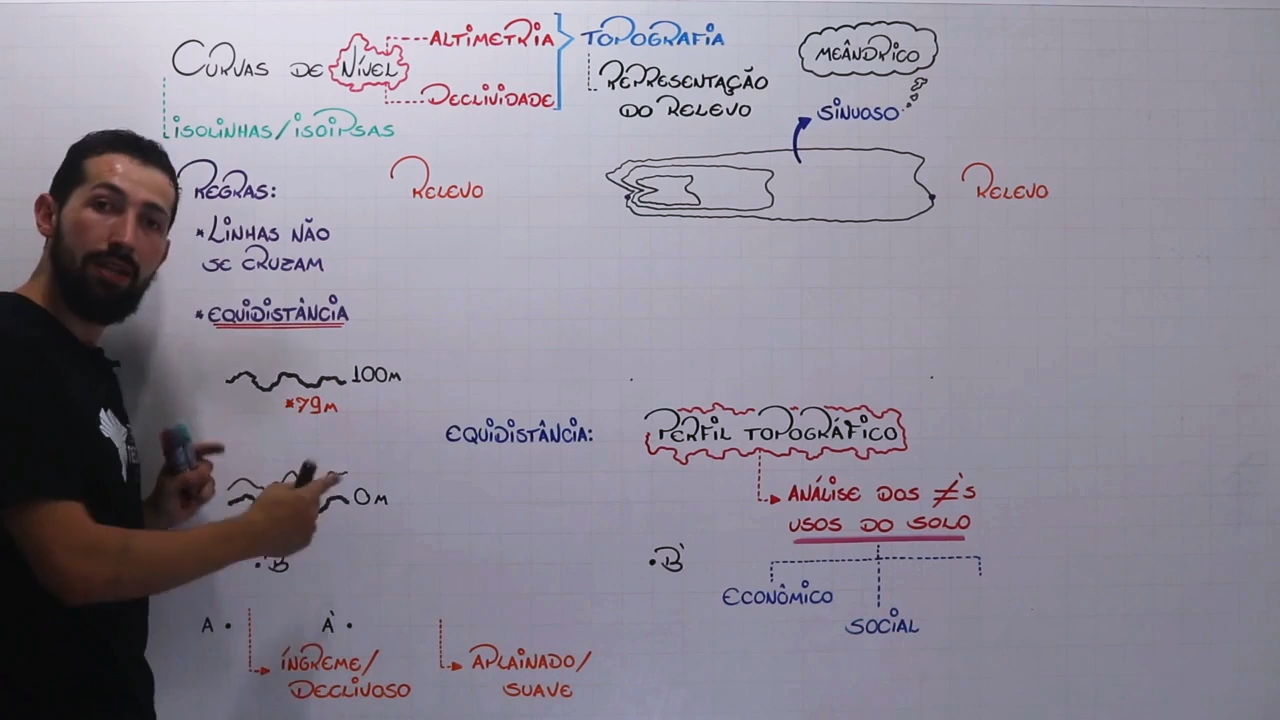 CURVAS DE NÍVEL
ALTIMETRIA
DECLIVIDADE
TOPOGRAFIA
REPRESENTAÇÃO
DO RELEVO
ISOLINHAS/ISOIPSAS
MEÂNDRICO
SINUOSO
REGRAS:
*LINHAS NÃO
SE CRUZAM
*EQUIDISTÂNCIA
RELEVO
RELEVO
100m
*79m
0m
EQUIDISTÂNCIA:
PERFIL TOPOGRÁFICO
ANÁLISE DOS ≠'S
USOS DO SOLO
ECONÔMICO
SOCIAL
•B
•B̀
A •
À •
ÍNGREME/
DECLIVOSO
APLAINADO/
SUAVE